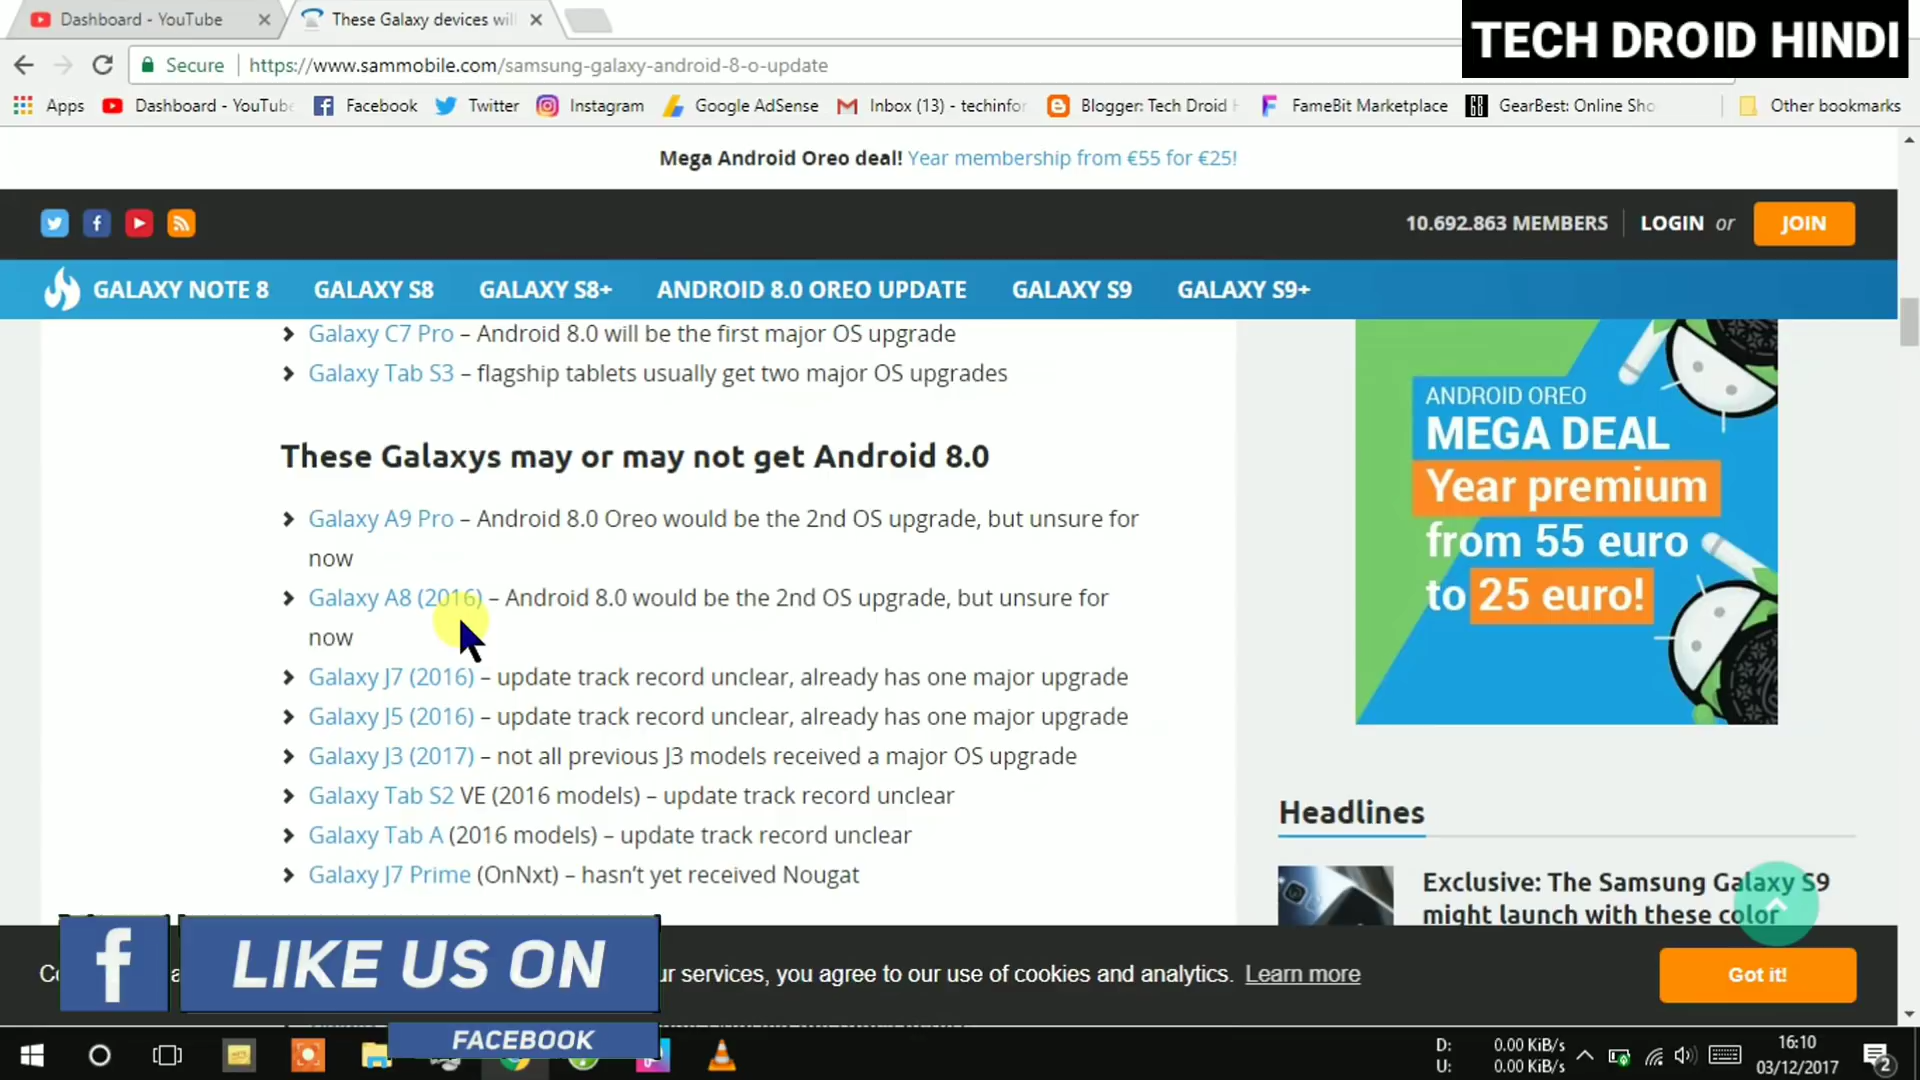 Dashboard - YouTube
These Galaxy devices will
TECH DROID HINDI
Secure
https://www.sammobile.com/samsung-galaxy-android-8-o-update
Apps
Dashboard - YouTube
Facebook
Twitter
Instagram
Google AdSense
Inbox (13) - techinfor
Blogger: Tech Droid
FameBit Marketplace
GearBest: Online Sho
Other bookmarks
Mega Android Oreo deal! Year membership from €55 for €25!
10.692.863 MEMBERS
LOGIN or
JOIN
GALAXY NOTE 8
GALAXY S8
GALAXY S8+
ANDROID 8.0 OREO UPDATE
GALAXY S9
GALAXY S9+
Galaxy C7 Pro – Android 8.0 will be the first major OS upgrade
Galaxy Tab S3 – flagship tablets usually get two major OS upgrades
These Galaxys may or may not get Android 8.0
Galaxy A9 Pro – Android 8.0 Oreo would be the 2nd OS upgrade, but unsure for
now
Galaxy A8 (2016) – Android 8.0 would be the 2nd OS upgrade, but unsure for
now
Galaxy J7 (2016) – update track record unclear, already has one major upgrade
Galaxy J5 (2016) – update track record unclear, already has one major upgrade
Galaxy J3 (2017) – not all previous J3 models received a major OS upgrade
Galaxy Tab S2 VE (2016 models) – update track record unclear
Galaxy Tab A (2016 models) – update track record unclear
Galaxy J7 Prime (OnNxt) – hasn't yet received Nougat
ANDROID OREO
MEGA DEAL
Year premium
from 55 euro
to 25 euro!
Headlines
Exclusive: The Samsung Galaxy S9
might launch with these color
LIKE US ON
FACEBOOK
ur services, you agree to our use of cookies and analytics. Learn more
Got it!
D: 0.00 KiB/s
U: 0.00 KiB/s
16:10
03/12/2017
2